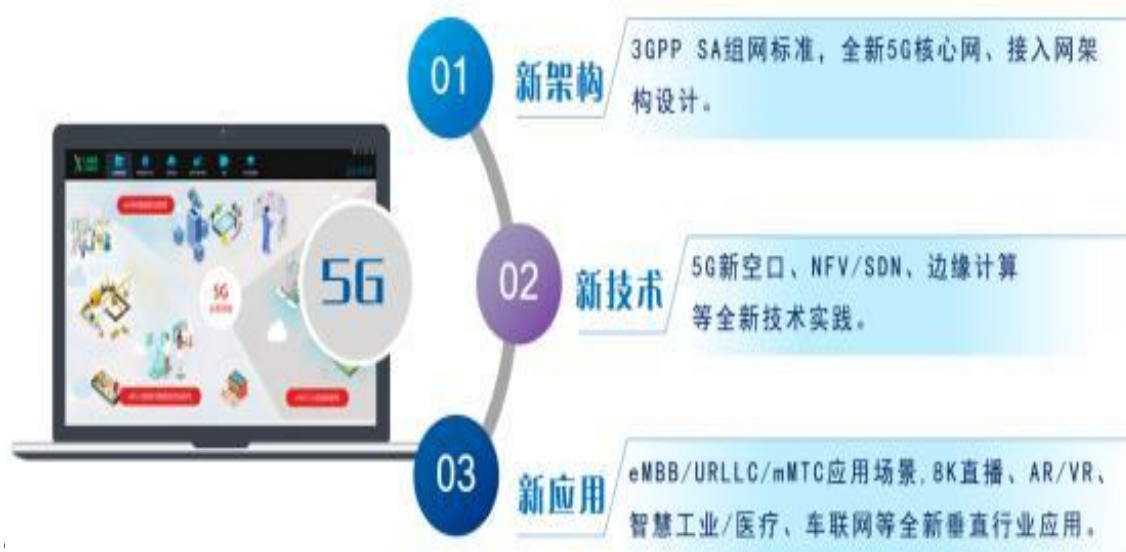 01
新架构
3GPP SA组网标准，全新5G核心网、接入网架
构设计。
5G
5G
02
新技术
5G新空口、NFV/SDN、边缘计算
等全新技术实践。
03
新应用
eMBB/URLLC/mMTC应用场景,8K直播、AR/VR、
智慧工业/医疗、车联网等全新垂直行业应用。